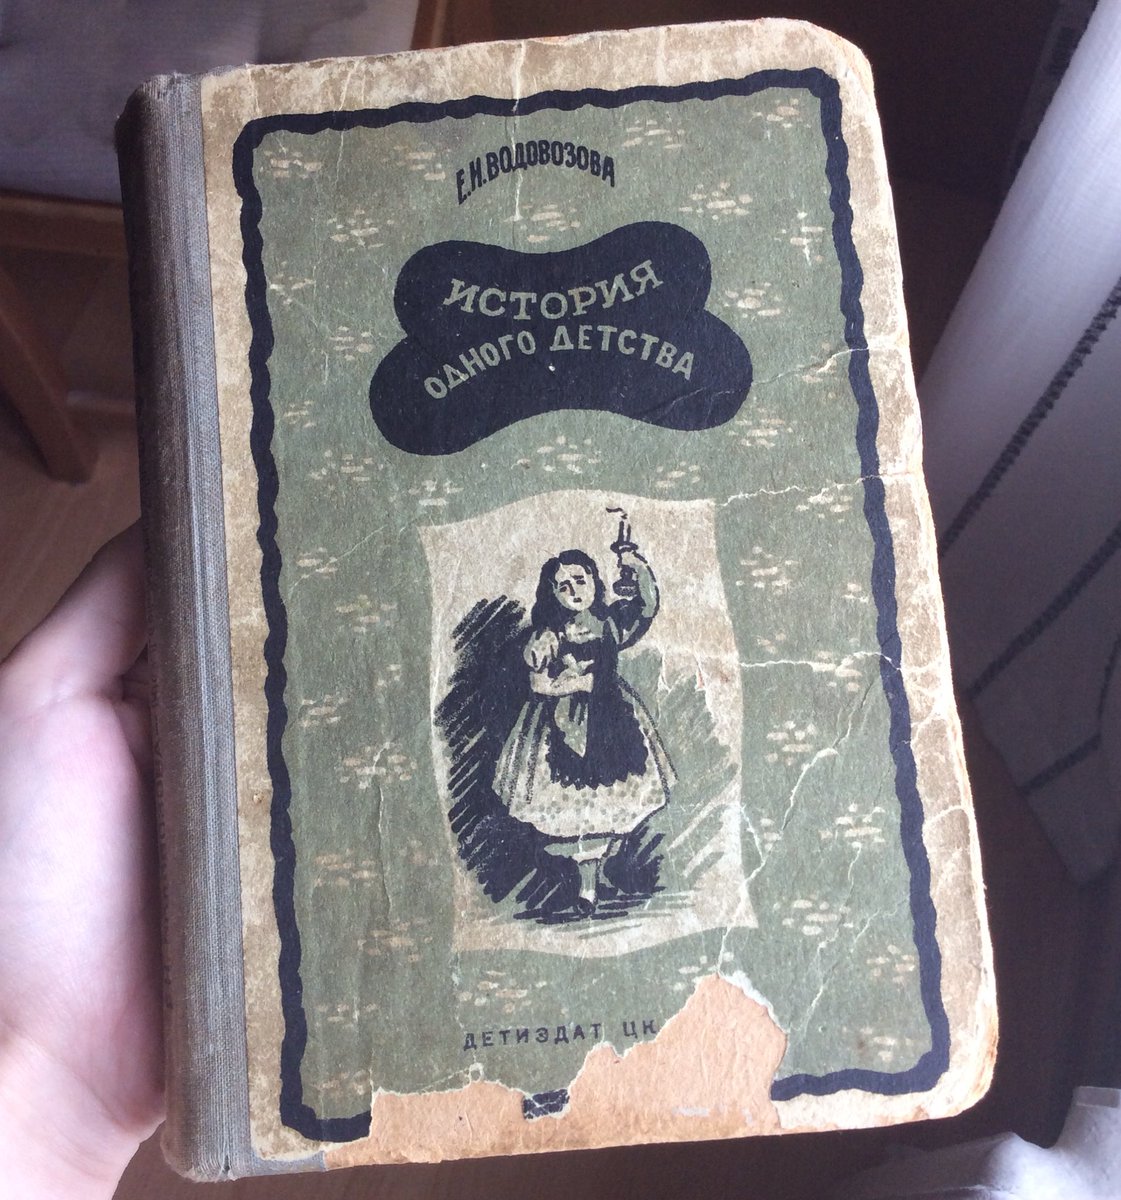 Е.Н.ВОДОВОЗОВА
ИСТОРИЯ
ОДНОГО ДЕТСТВА
ДЕТИЗДАТ ЦК